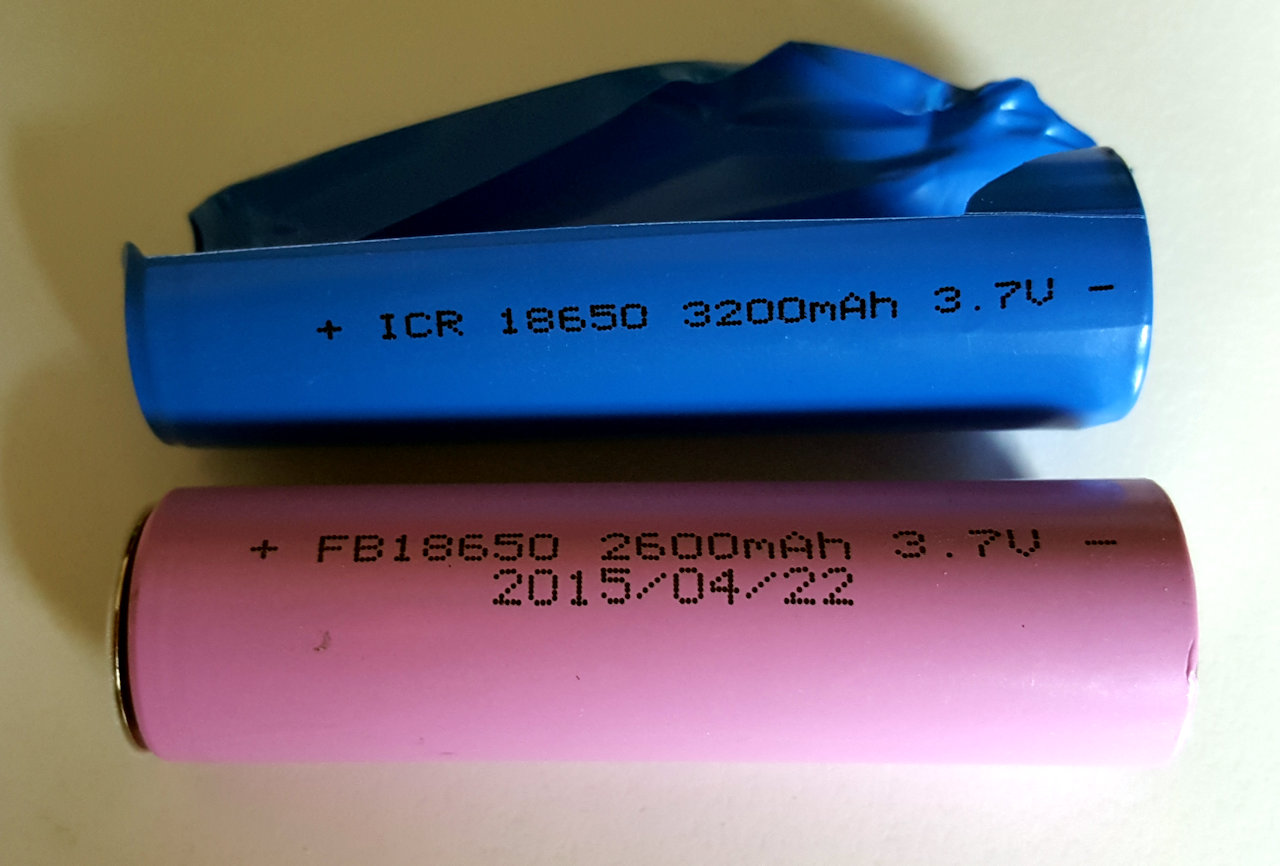 + ICR 18650 3200mAh 3.7V -
+ FB18650 2600mAh 3.7V -
2015/04/22